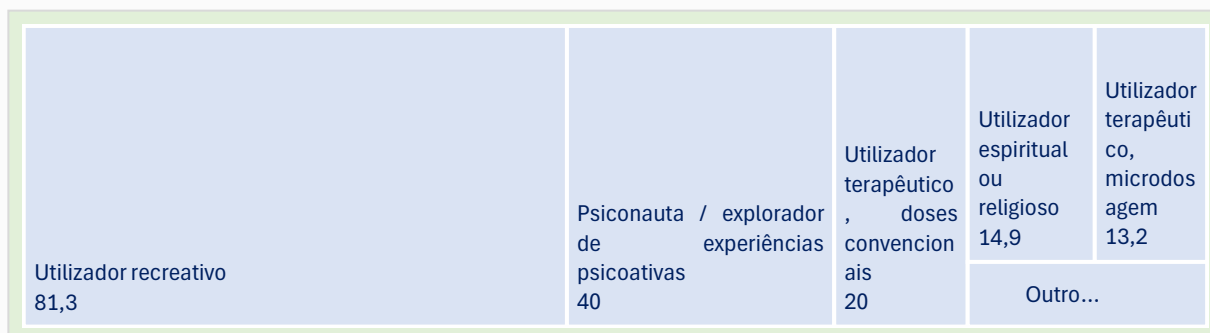 Utilizador recreativo
81,3
Psiconauta / explorador
de experiências
psicoativas
40
Utilizador
terapêutico
, doses
convencion
ais
20
Utilizador
espiritual
ou
religioso
14,9
Utilizador
terapêuti
co,
microdos
agem
13,2
Outro...